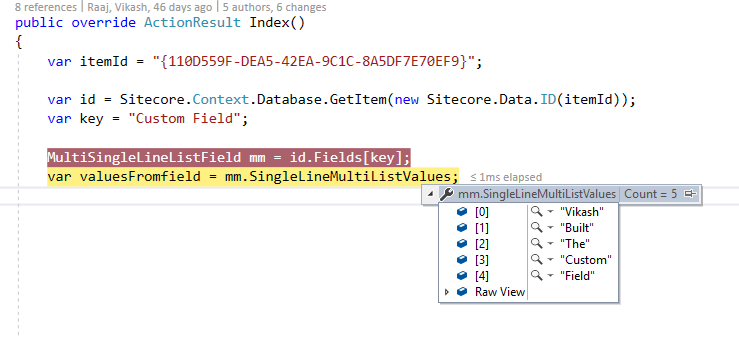 8 references | Raaj, Vikash, 46 days ago | 5 authors, 6 changes
public override ActionResult Index()
{
var itemId = "{110D559F-DEA5-42EA-9C1C-8A5DF7E70EF9}";
var id = Sitecore.Context.Database.GetItem(new Sitecore.Data.ID(itemId));
var key = "Custom Field";
MultiSingleLineListField mm = id.Fields[key];
var valuesFromfield = mm.SingleLineMultiListValues; ≤ 1ms elapsed
mm.SingleLineMultiListValues Count = 5
[0] "Vikash"
[1] "Built"
[2] "The"
[3] "Custom"
[4] "Field"
Raw View